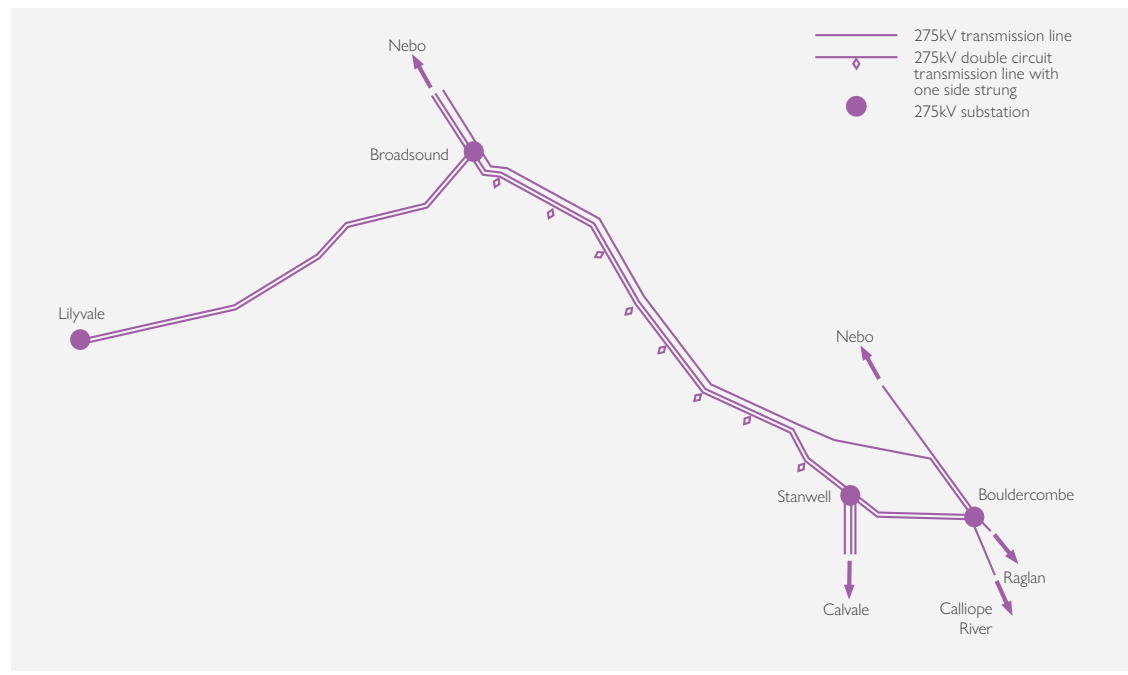 Nebo
275kV transmission line
275kV double circuit
transmission line with
one side strung
275kV substation
Broadsound
Lilyvale
Nebo
Stanwell
Bouldercombe
Raglan
Calvale
Calliope
River